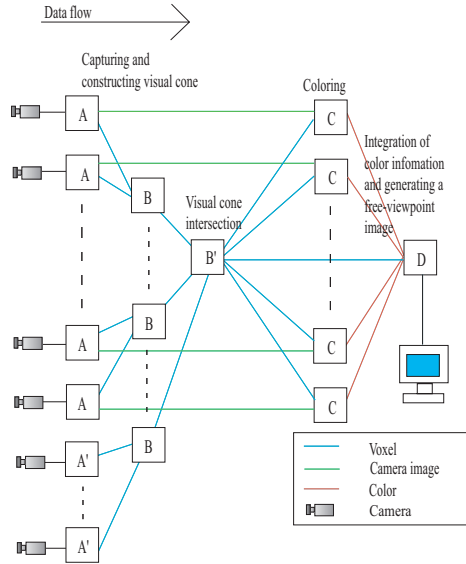 Data flow
Capturing and
constructing visual cone
Coloring
A
C
Integration of
color infomation
and generating a
free-viewpoint
image
A
C
B
Visual cone
intersection
B'
D
B
A
C
A
C
B
A'
A'
Voxel
Camera image
Color
Camera